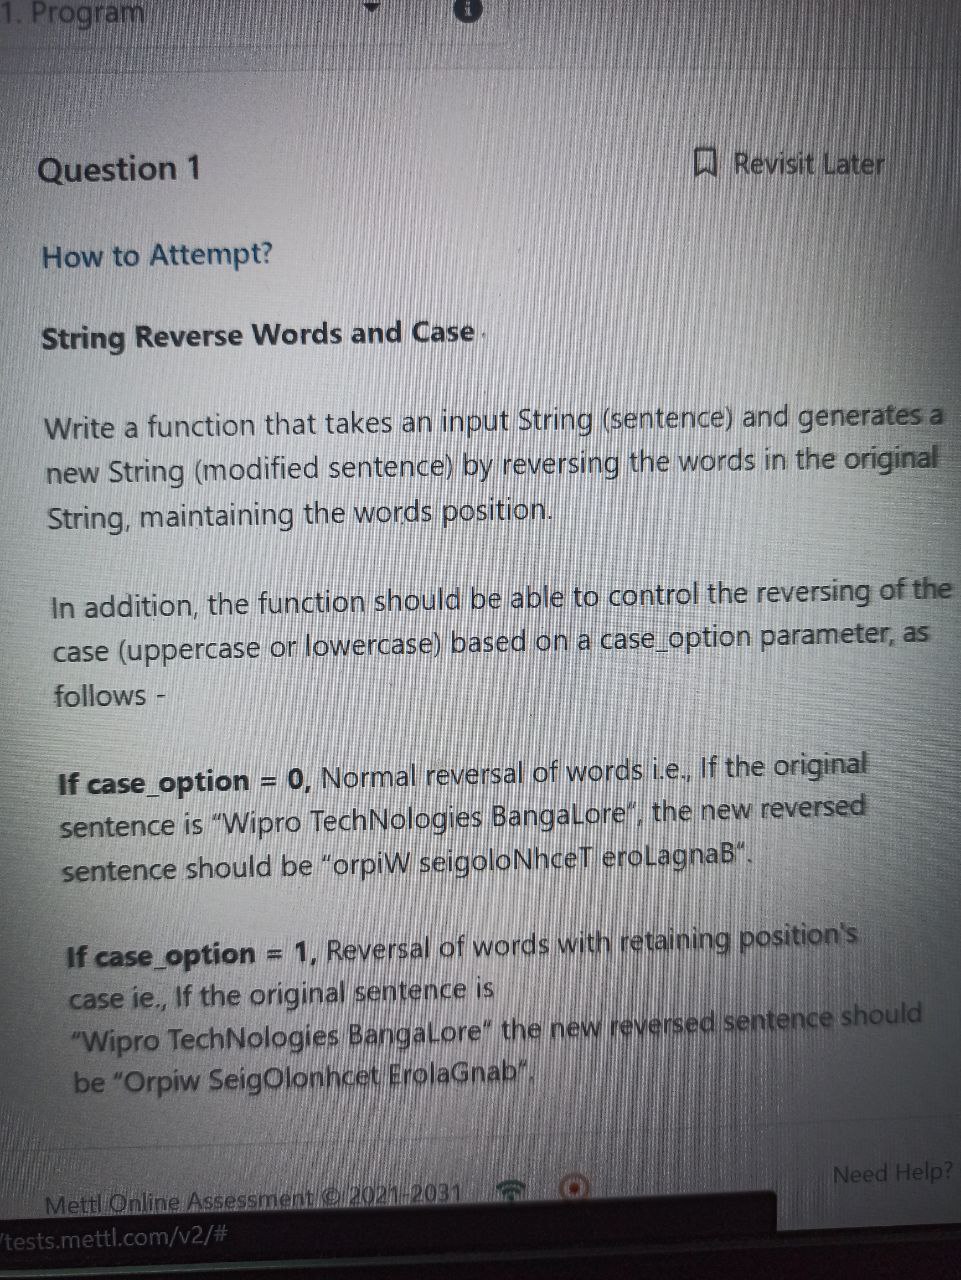 1. Program
Question 1
Revisit Later
How to Attempt?
String Reverse Words and Case
Write a function that takes an input String (sentence) and generates a
new String (modified sentence) by reversing the words in the original
String, maintaining the words position.
In addition, the function should be able to control the reversing of the
case (uppercase or lowercase) based on a case_option parameter, as
follows -
If case_option = 0, Normal reversal of words i.e., If the original
sentence is “Wipro TechNologies BangaLore”, the new reversed
sentence should be “orpiW seigoloNhceT eroLagnaB”.
If case_option = 1, Reversal of words with retaining position's
case ie., If the original sentence is
“Wipro TechNologies BangaLore” the new reversed sentence should
be “Orpiw SeigOlonhcet ErolaGnab”.
Need Help?
Mettl Online Assessment © 2021-2031
/tests.mettl.com/v2/#